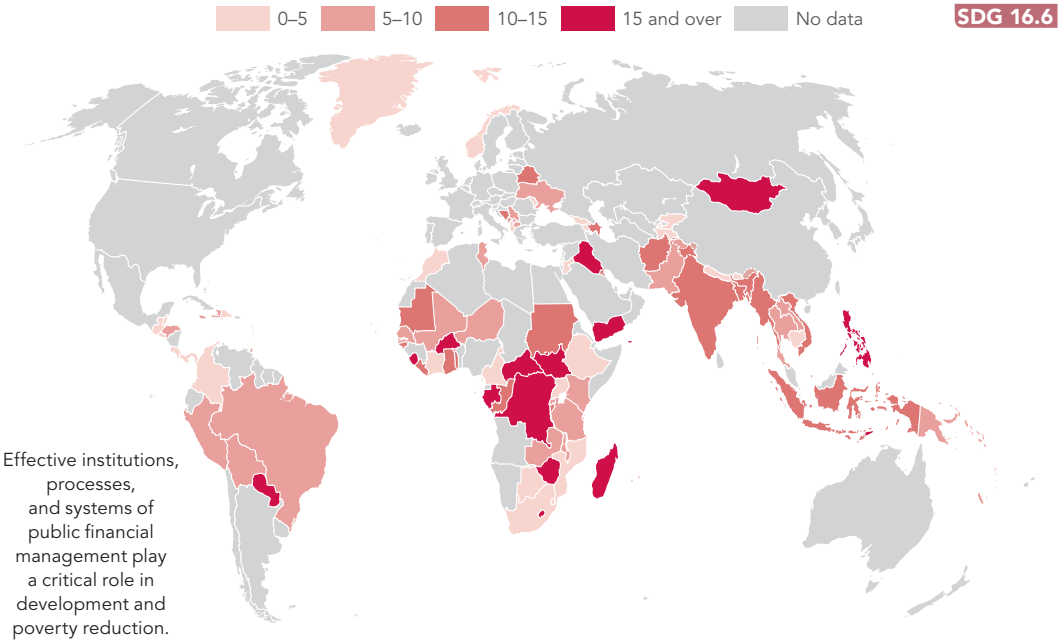 0–5
5–10
10–15
15 and over
No data
SDG 16.6
Effective institutions,
processes,
and systems of
public financial
management play
a critical role in
development and
poverty reduction.